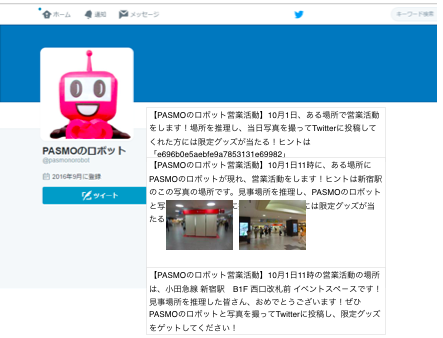 ホーム 通知 メッセージ キーワード検索
PASMOのロボット
@pasmonorobot
2016年9月に登録
ツイート
【PASMOのロボット営業活動】10月1日、ある場所で営業活動
をします！場所を推理し、当日写真を撮ってTwitterに投稿して
くれた方には限定グッズが当たる！ヒントは
「e696b0e5aebfe9a7853131e69982」
【PASMOのロボット営業活動】10月1日11時に、ある場所に
PASMOのロボットが現れ、営業活動をします！ヒントは新宿駅
のこの写真の場所です。見事場所を推理し、PASMOのロボット
と写 には限定グッズが当
たる
【PASMOのロボット営業活動】10月1日11時の営業活動の場所
は、小田急線 新宿駅 B1F 西口改札前 イベントスペースです！
見事場所を推理した皆さん、おめでとうございます！ぜひ
PASMOのロボットと写真を撮ってTwitterに投稿し、限定グッズ
をゲットしてください！